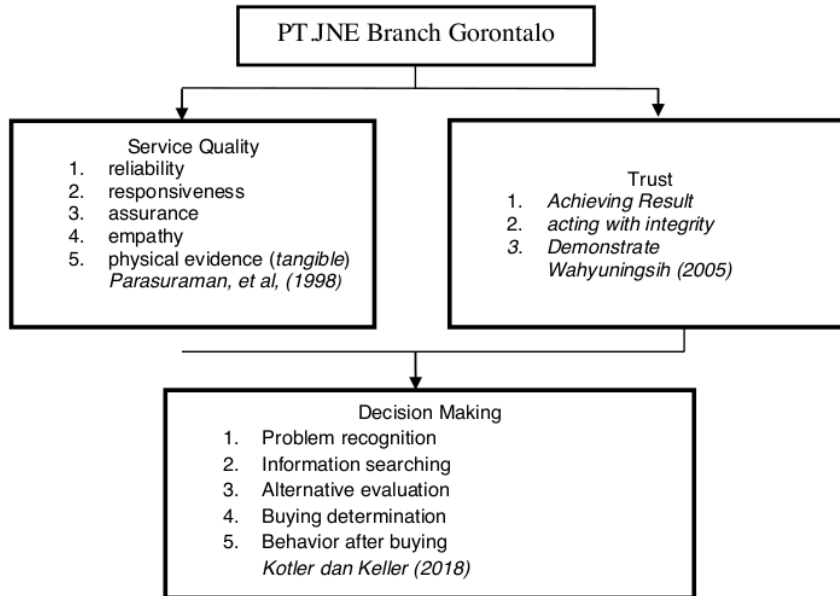 PT.JNE Branch Gorontalo
Service Quality
1. reliability
2. responsiveness
3. assurance
4. empathy
5. physical evidence (tangible)
Parasuraman, et al, (1998)
Trust
1. Achieving Result
2. acting with integrity
3. Demonstrate
Wahyuningsih (2005)
Decision Making
1. Problem recognition
2. Information searching
3. Alternative evaluation
4. Buying determination
5. Behavior after buying
Kotler dan Keller (2018)